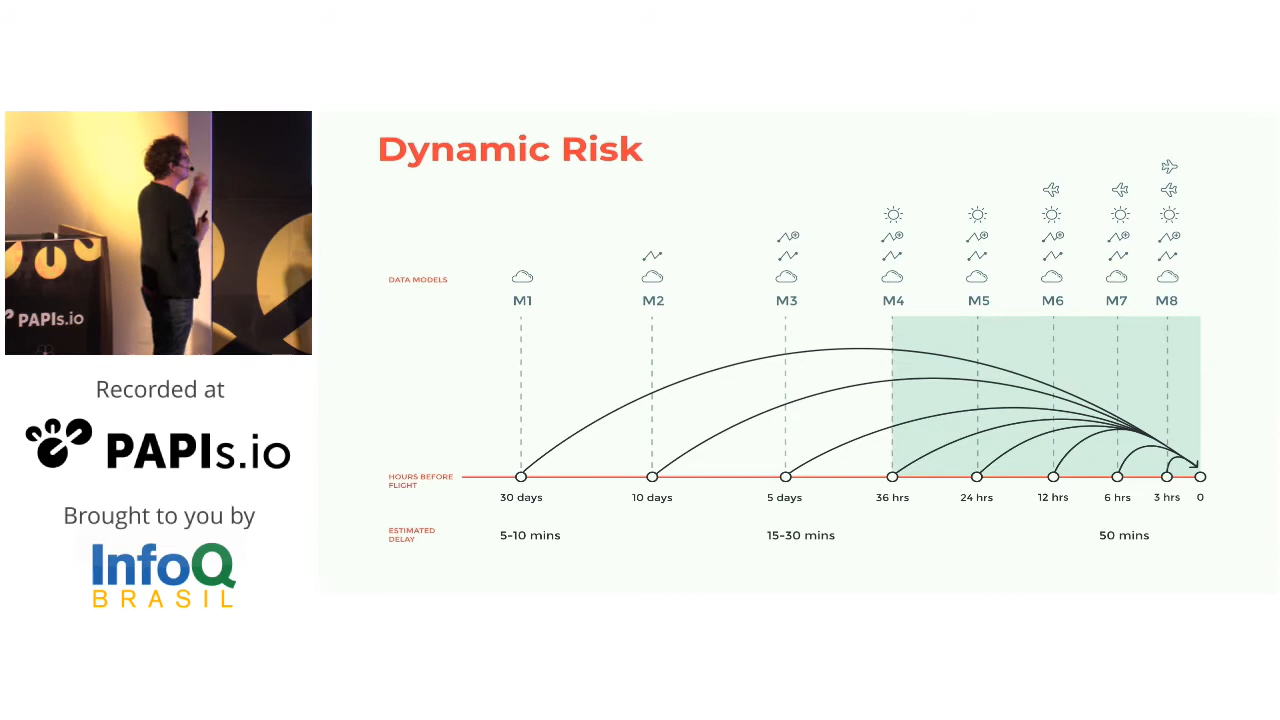 Dynamic Risk
DATA MODELS
M1 M2 M3 M4 M5 M6 M7 M8
HOURS BEFORE
FLIGHT
30 days 10 days 5 days 36 hrs 24 hrs 12 hrs 6 hrs 3 hrs 0
ESTIMATED
DELAY
5-10 mins 15-30 mins 50 mins
PAPIs.io
Recorded at
PAPIs.io
Brought to you by
InfoQ
BRASIL